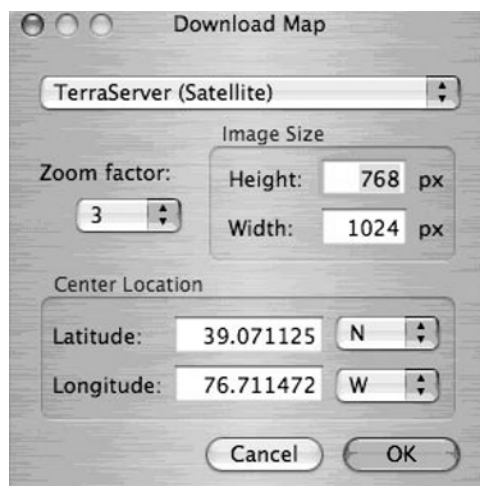 Download Map
TerraServer (Satellite)
Image Size
Zoom factor:
3
Height: 768 px
Width: 1024 px
Center Location
Latitude: 39.071125 N
Longitude: 76.711472 W
Cancel OK